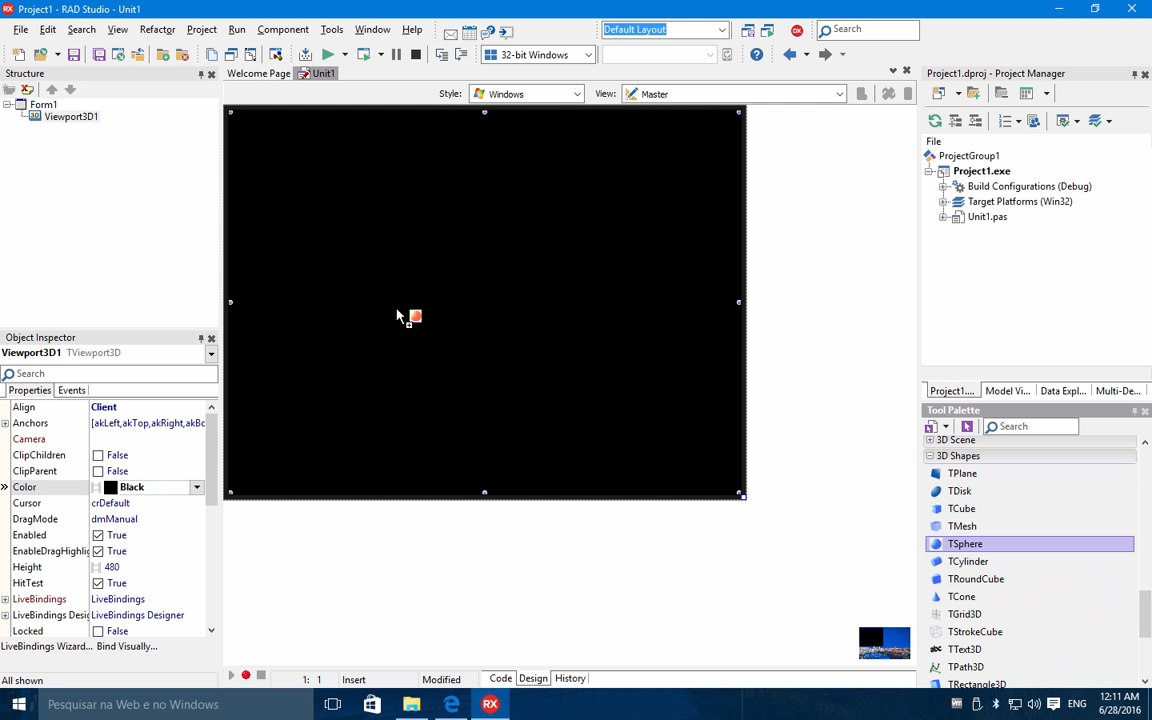 Project1 - RAD Studio - Unit1
File Edit Search View Refactor Project Run Component Tools Window Help
Default Layout
Search
32-bit Windows
Structure
Welcome Page Unit1
Project1.dproj - Project Manager
Style: Windows View: Master
Form1
Viewport3D1
File
ProjectGroup1
Project1.exe
Build Configurations (Debug)
Target Platforms (Win32)
Unit1.pas
Object Inspector
Viewport3D1 TViewport3D
Search
Properties Events
Align Client
Anchors [akLeft,akTop,akRight,akBo
Camera
ClipChildren False
ClipParent False
Color Black
Cursor crDefault
DragMode dmManual
Enabled True
EnableDragHighli True
Height 480
HitTest True
LiveBindings LiveBindings
LiveBindings Desi LiveBindings Designer
Locked False
LiveBindings Wizard... Bind Visually...
All shown
Project1.... Model Vi... Data Expl... Multi-De...
Tool Palette
Search
3D Scene
3D Shapes
TPlane
TDisk
TCube
TMesh
TSphere
TCylinder
TRoundCube
TCone
TGrid3D
TStrokeCube
TText3D
TPath3D
TRectangle3D
1: 1 Insert Modified Code Design History
Pesquisar na Web e no Windows
ENG
12:11 AM
6/28/2016